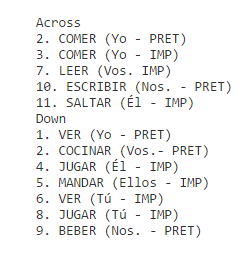 Across
2. COMER (Yo - PRET)
3. COMER (Yo - IMP)
7. LEER (Vos. IMP)
10. ESCRIBIR (Nos. - PRET)
11. SALTAR (Él - IMP)
Down
1. VER (Yo - PRET)
2. COCINAR (Vos.- PRET)
4. JUGAR (Él - IMP)
5. MANDAR (Ellos - IMP)
6. VER (Tú - IMP)
8. JUGAR (Tú - IMP)
9. BEBER (Nos. - PRET)